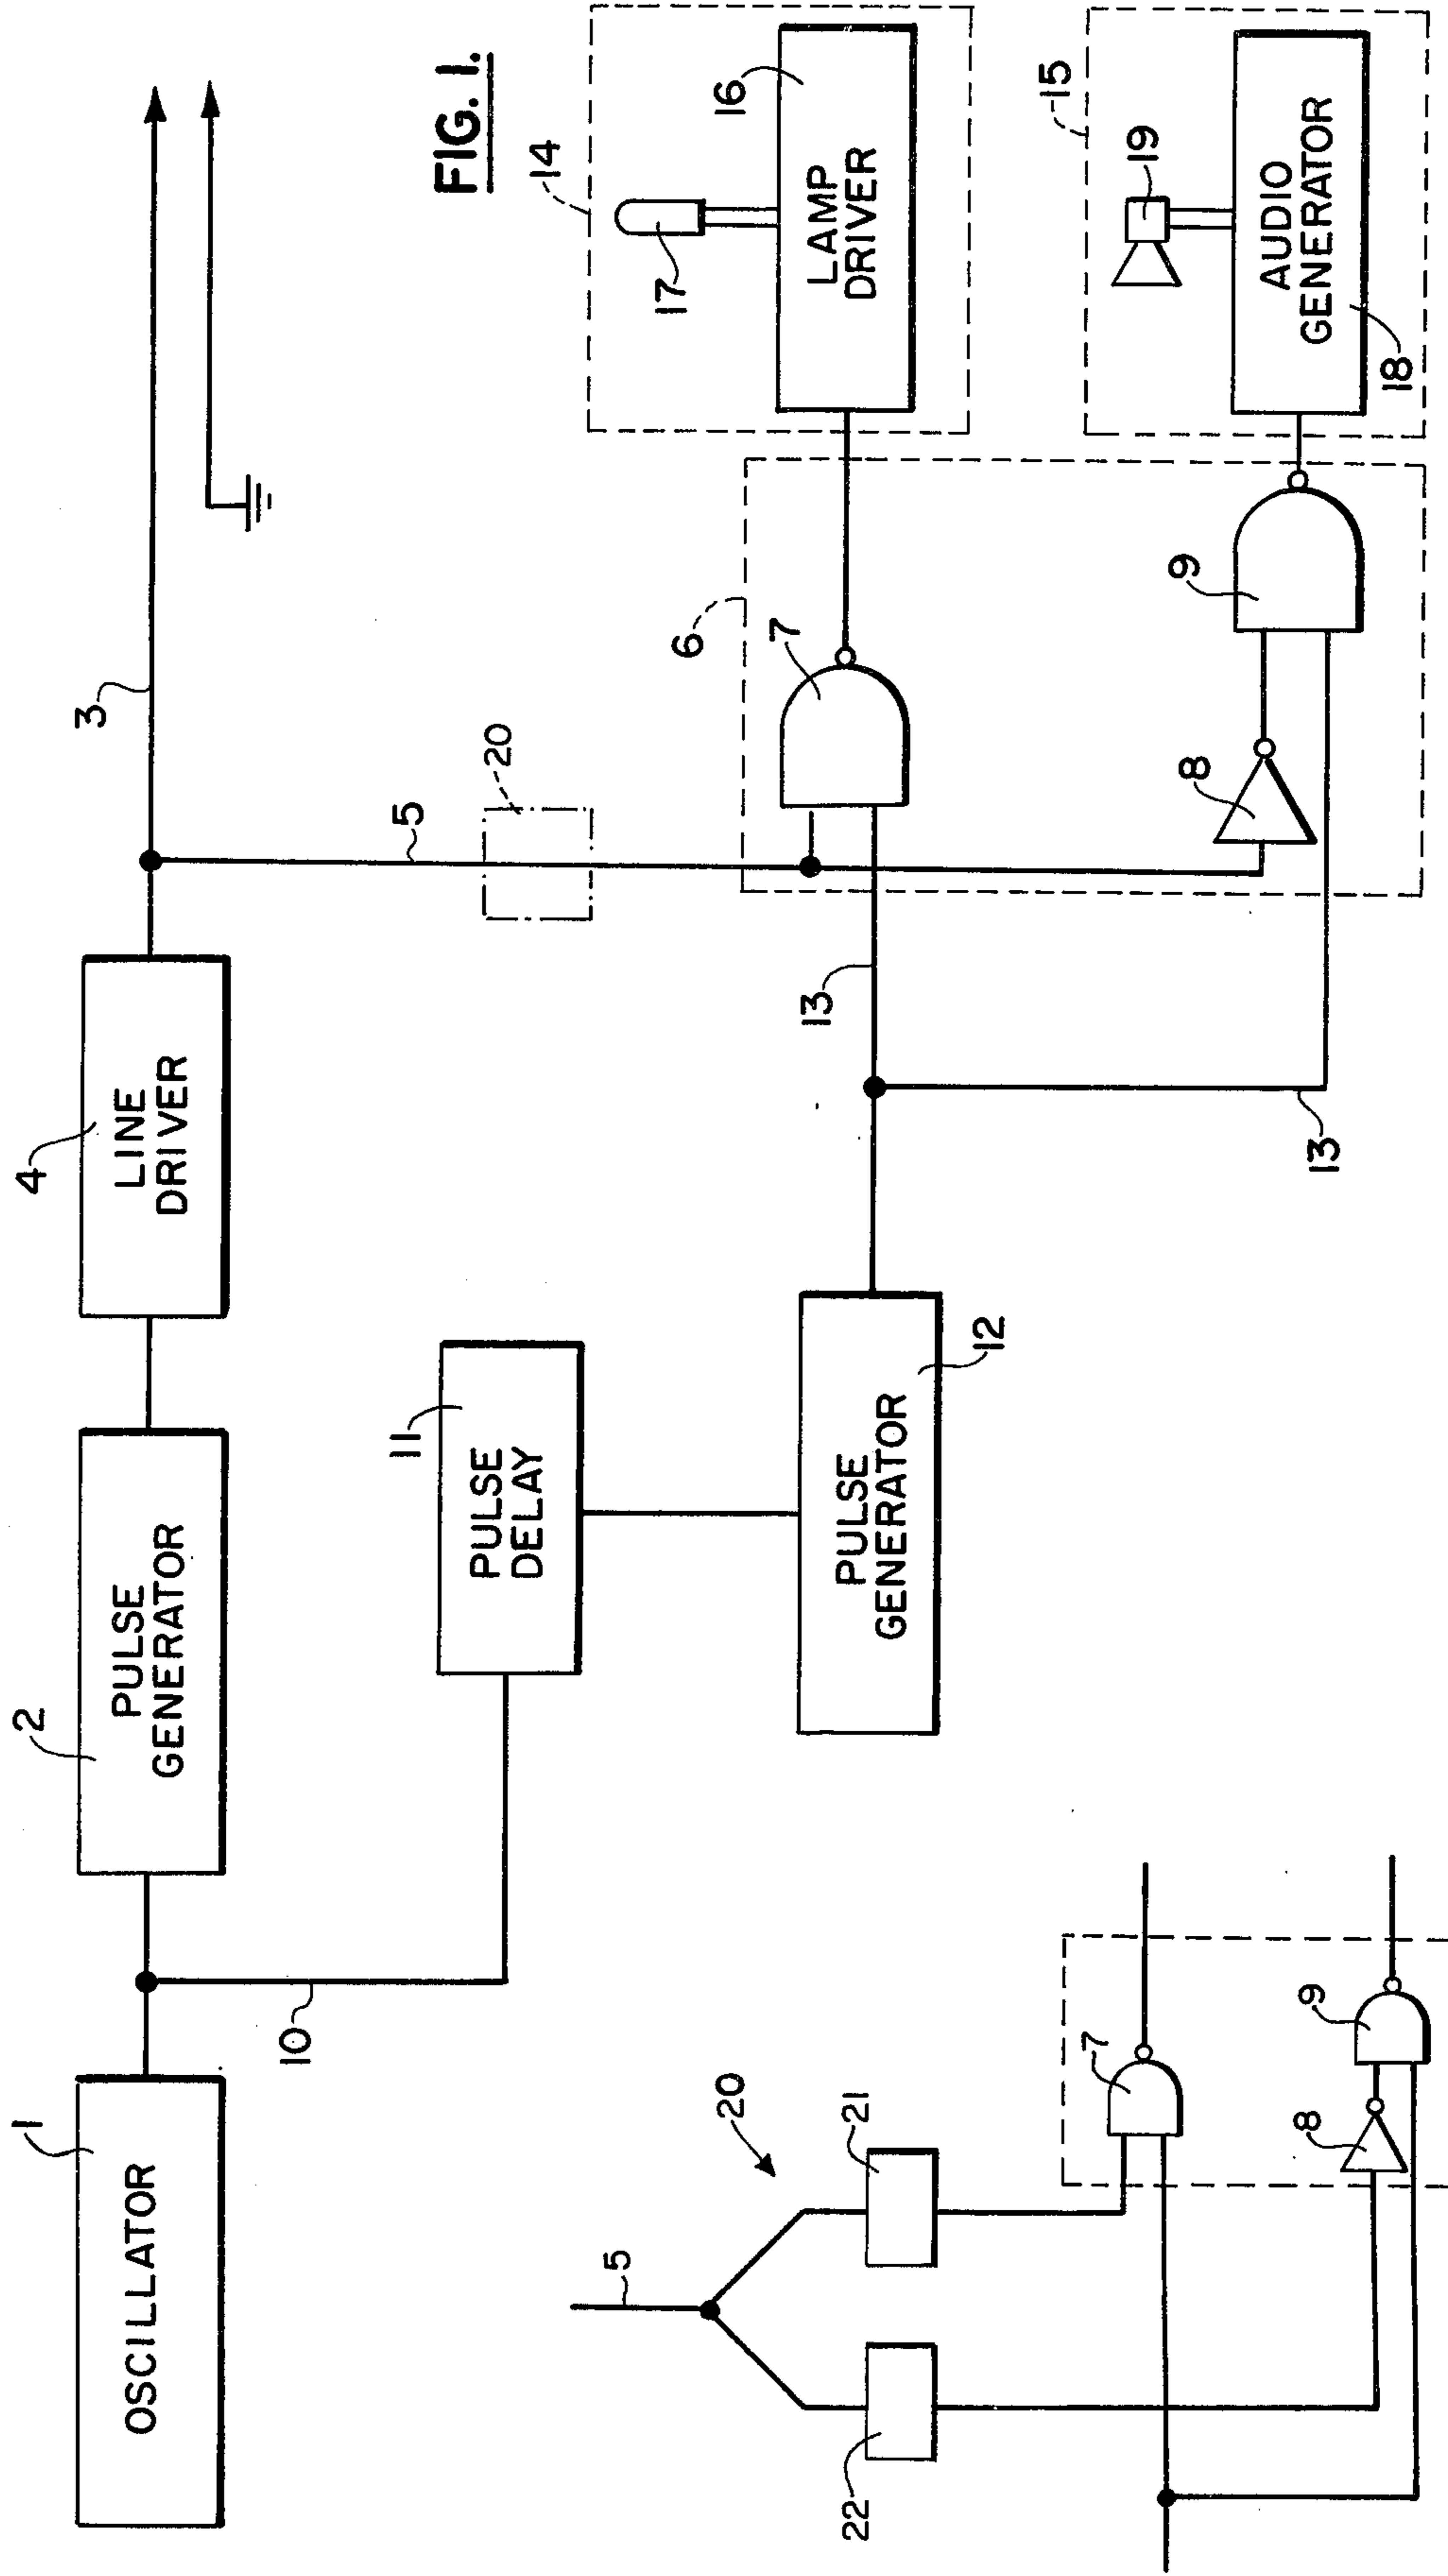 FIG. 1.
1
OSCILLATOR
10
2
PULSE
GENERATOR
4
LINE
DRIVER
3
5
20
11
PULSE
DELAY
12
PULSE
GENERATOR
13
13
6
7
8
9
14
16
17
LAMP
DRIVER
15
19
AUDIO
GENERATOR
18
5
20
21
22
7
8
9